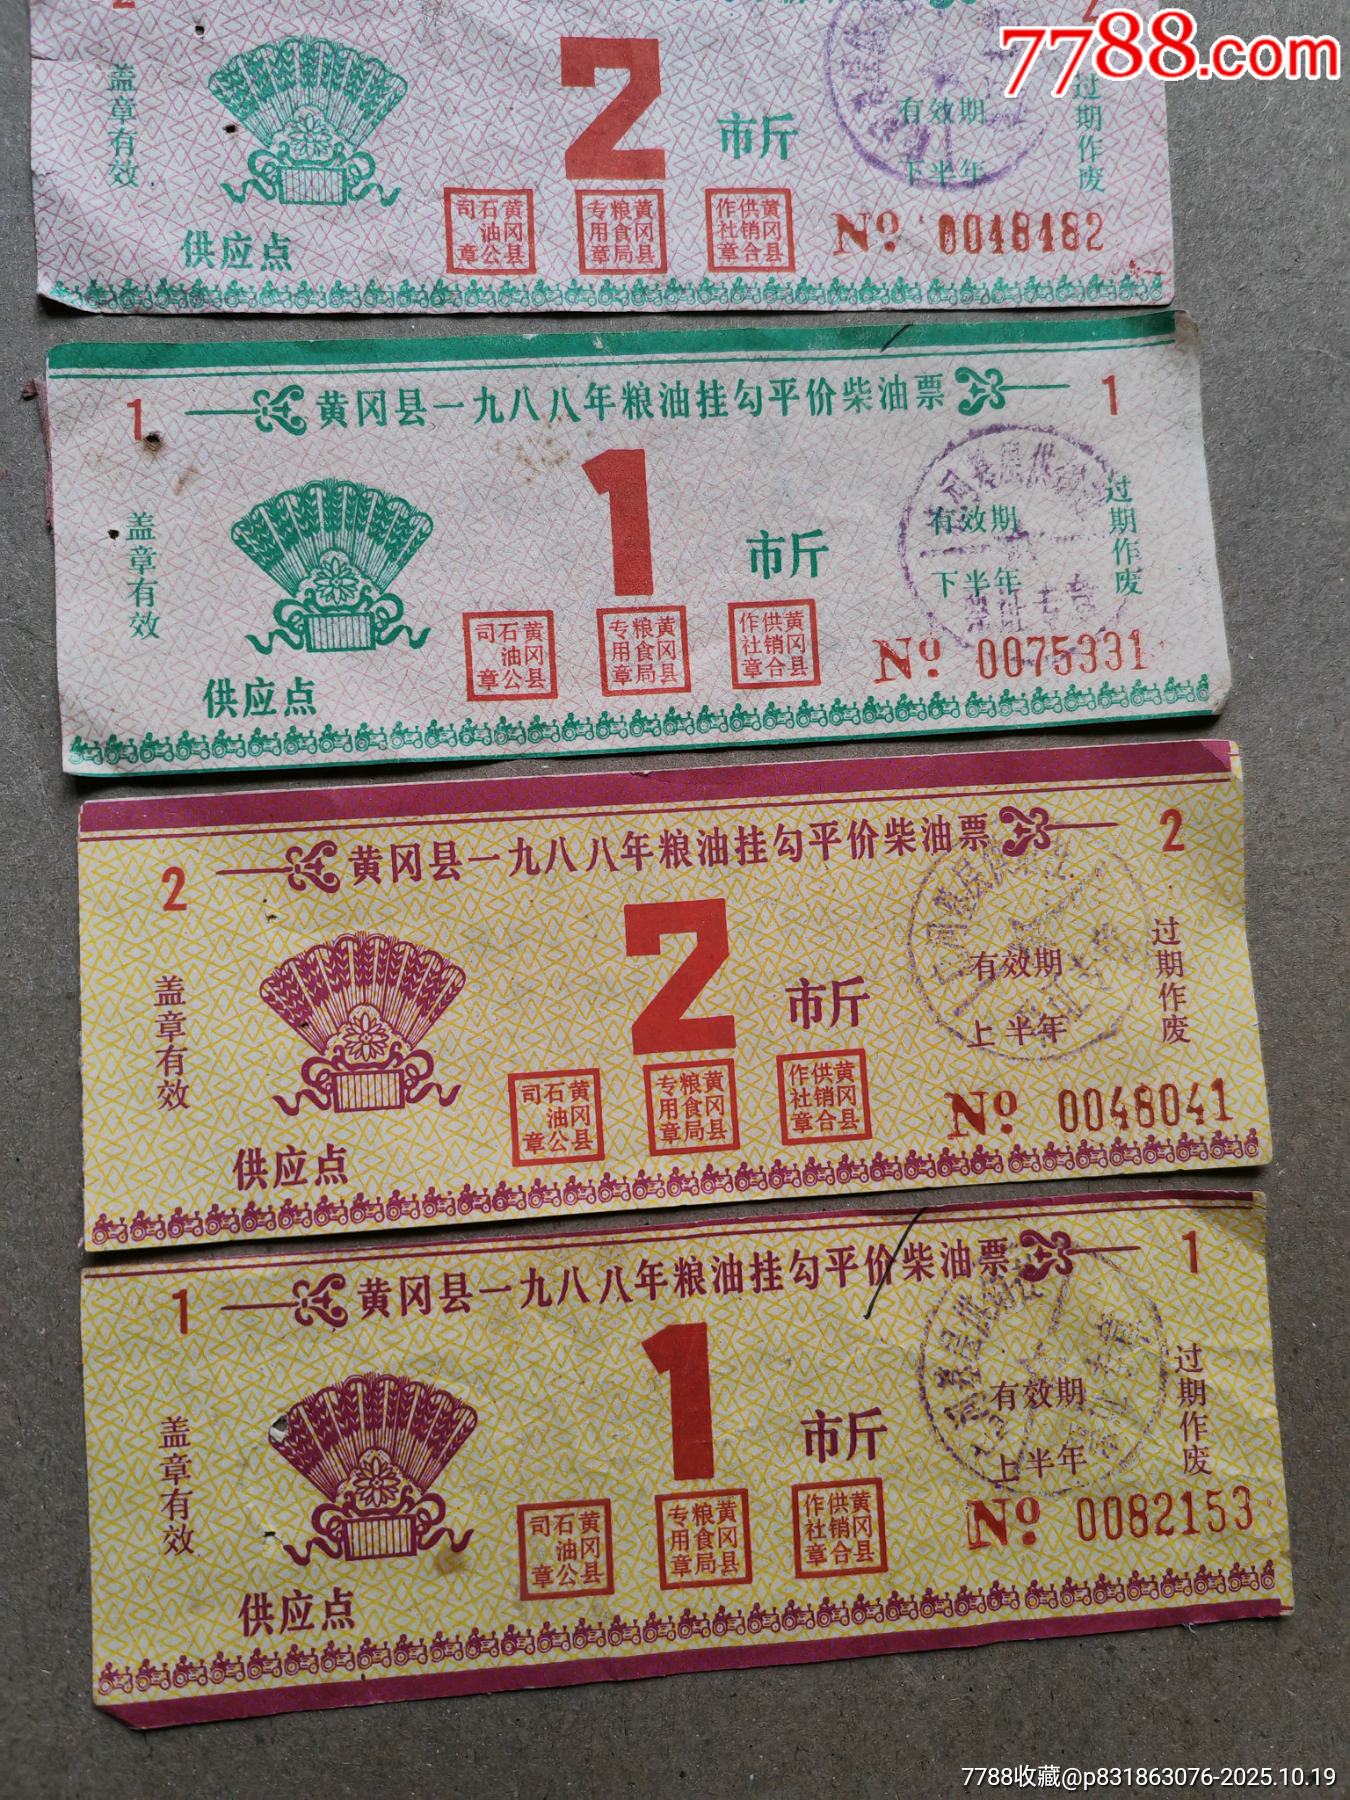 7788.com
2
2
盖章有效
2
市斤
有效期
下半年
过期作废
供应点
黄冈县石油公司章
黄冈县粮食局专用章
黄冈县供销合作社章
No 0048482
黄冈县一九八八年粮油挂勾平价柴油票
1
1
盖章有效
1
市斤
有效期
下半年
过期作废
供应点
黄冈县石油公司章
黄冈县粮食局专用章
黄冈县供销合作社章
No 0075331
黄冈县一九八八年粮油挂勾平价柴油票
2
2
盖章有效
2
市斤
有效期
上半年
过期作废
供应点
黄冈县石油公司章
黄冈县粮食局专用章
黄冈县供销合作社章
No 0048041
黄冈县一九八八年粮油挂勾平价柴油票
1
1
盖章有效
1
市斤
有效期
上半年
过期作废
供应点
黄冈县石油公司章
黄冈县粮食局专用章
黄冈县供销合作社章
No 0082153
7788收藏@p831863076-2025.10.19